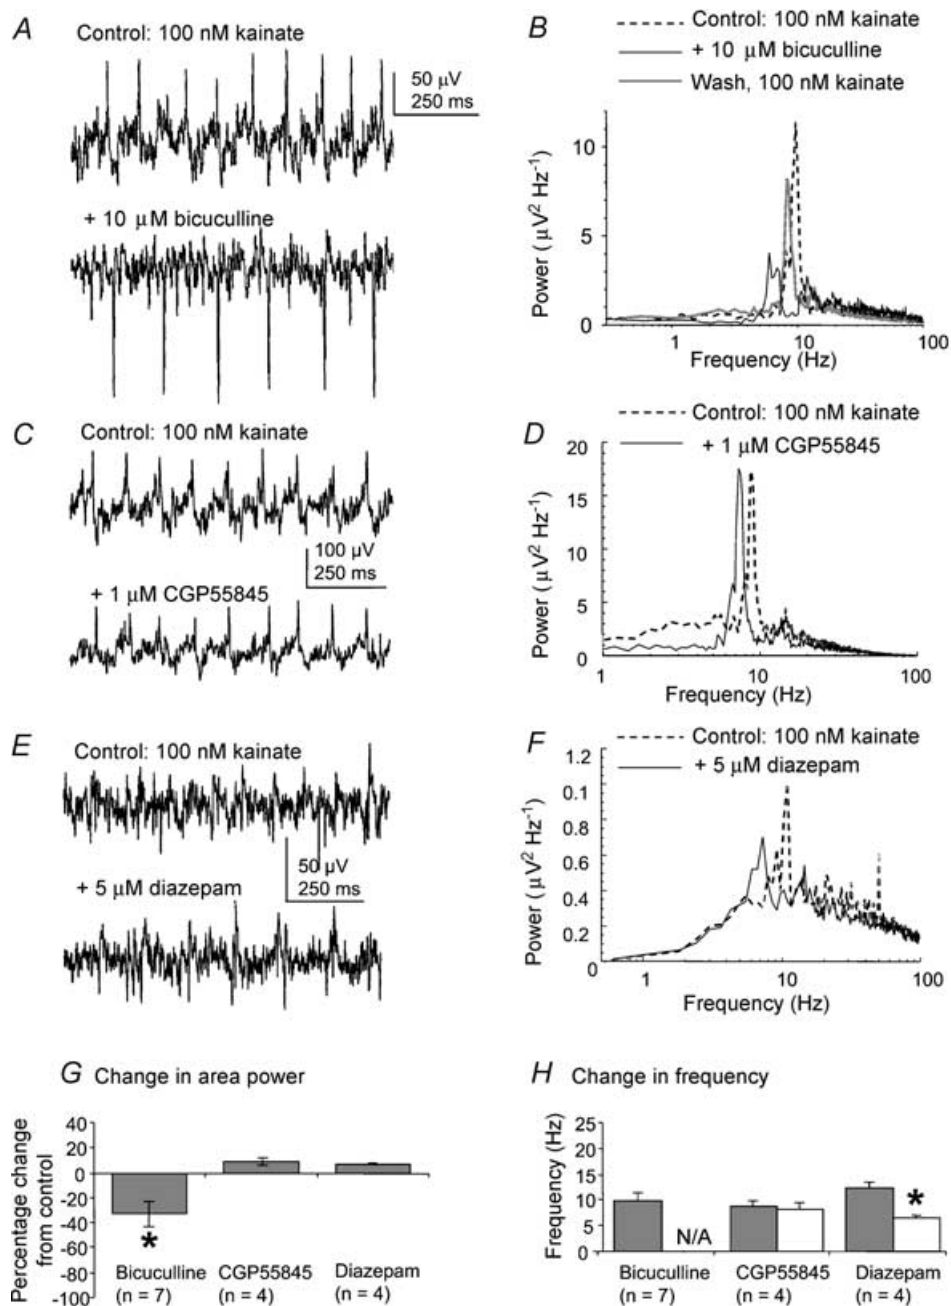 A
Control: 100 nM kainate
50 µV
250 ms
+ 10 µM bicuculline
B
Control: 100 nM kainate
+ 10 µM bicuculline
Wash, 100 nM kainate
Power ( µV² Hz⁻¹)
10
5
0
1
10
100
Frequency (Hz)
C
Control: 100 nM kainate
100 µV
250 ms
+ 1 µM CGP55845
D
Control: 100 nM kainate
+ 1 µM CGP55845
Power ( µV² Hz⁻¹)
20
15
10
5
0
1
10
100
Frequency (Hz)
E
Control: 100 nM kainate
50 µV
250 ms
+ 5 µM diazepam
F
Control: 100 nM kainate
+ 5 µM diazepam
Power ( µV² Hz⁻¹)
1.2
0.1
0.8
0.6
0.4
0.2
0
1
10
100
Frequency (Hz)
G Change in area power
Percentage change
from control
40
20
0
-20
-40
-60
-80
-100
*
Bicuculline
(n = 7)
CGP55845
(n = 4)
Diazepam
(n = 4)
H Change in frequency
Frequency (Hz)
25
20
15
10
5
0
N/A
*
Bicuculline
(n = 7)
CGP55845
(n = 4)
Diazepam
(n = 4)